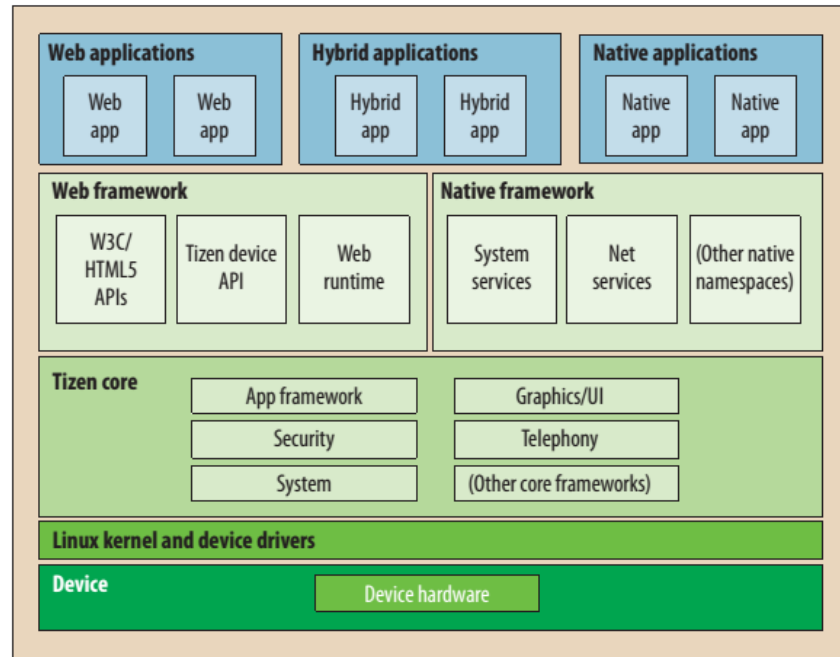 Web applications
Web
app
Web
app
Hybrid applications
Hybrid
app
Hybrid
app
Native applications
Native
app
Native
app
Web framework
W3C/
HTML5
APIs
Tizen device
API
Web
runtime
Native framework
System
services
Net
services
(Other native
namespaces)
Tizen core
App framework
Graphics/UI
Security
Telephony
System
(Other core frameworks)
Linux kernel and device drivers
Device
Device hardware